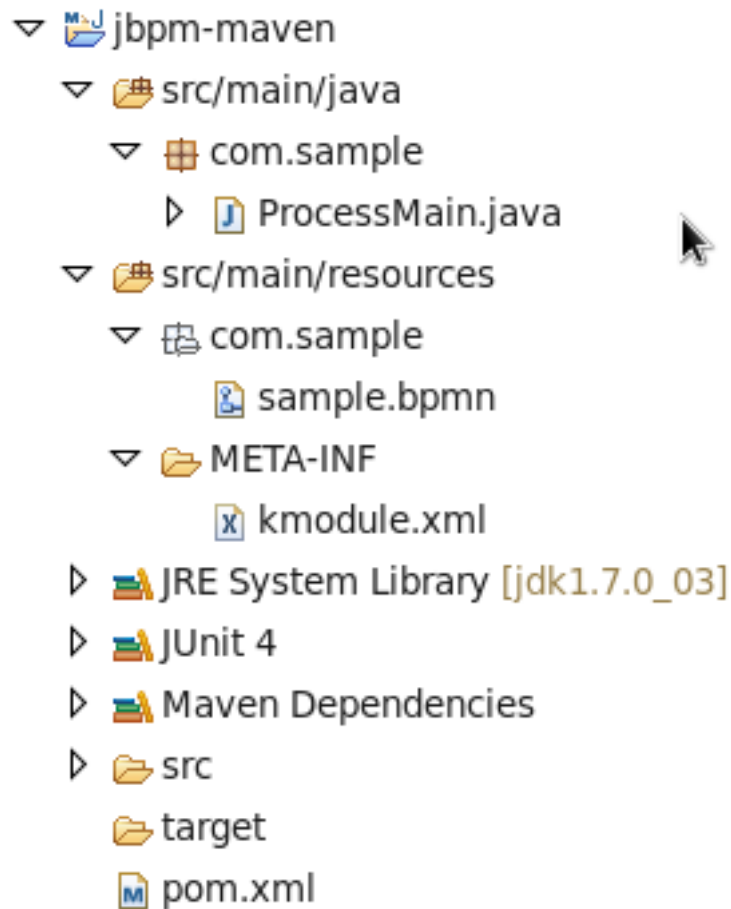 jbpm-maven
src/main/java
com.sample
ProcessMain.java
src/main/resources
com.sample
sample.bpmn
META-INF
kmodule.xml
JRE System Library [jdk1.7.0_03]
JUnit 4
Maven Dependencies
src
target
pom.xml